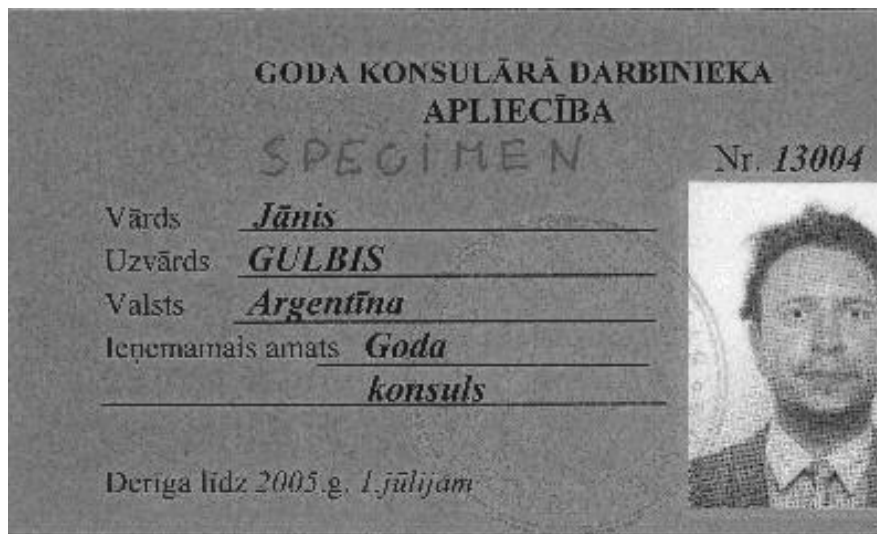 GODA KONSULĀRĀ DARBINIEKA
APLIECĪBA
SPECIMEN
Nr. 13004
Vārds Jānis
Uzvārds GULBIS
Valsts Argentīna
Ieņemamais amats Goda
konsuls
Derīga līdz 2005.g. 1.jūlijam